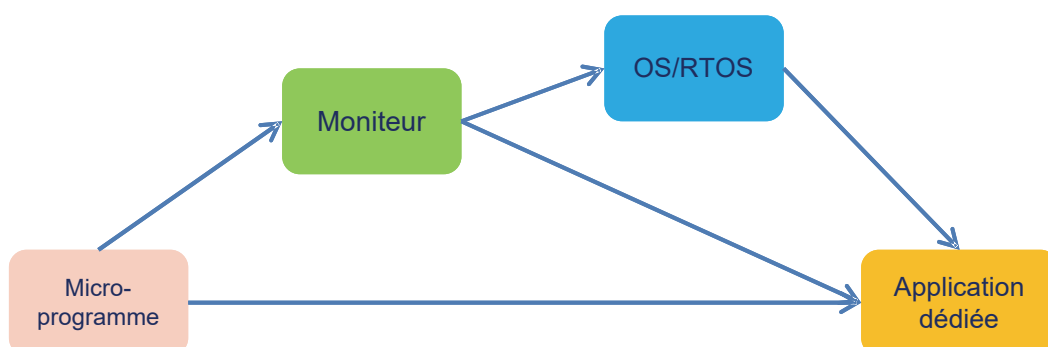 OS/RTOS
Moniteur
Micro-
programme
Application
dédiée